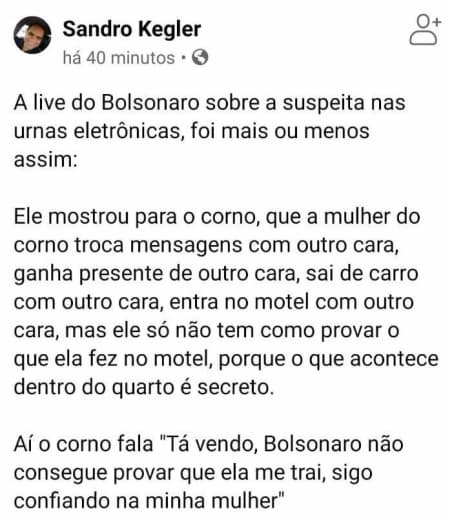 Sandro Kegler
há 40 minutos •
A live do Bolsonaro sobre a suspeita nas
urnas eletrônicas, foi mais ou menos
assim:
Ele mostrou para o corno, que a mulher do
corno troca mensagens com outro cara,
ganha presente de outro cara, sai de carro
com outro cara, entra no motel com outro
cara, mas ele só não tem como provar o
que ela fez no motel, porque o que acontece
dentro do quarto é secreto.
Aí o corno fala "Tá vendo, Bolsonaro não
consegue provar que ela me trai, sigo
confiando na minha mulher"